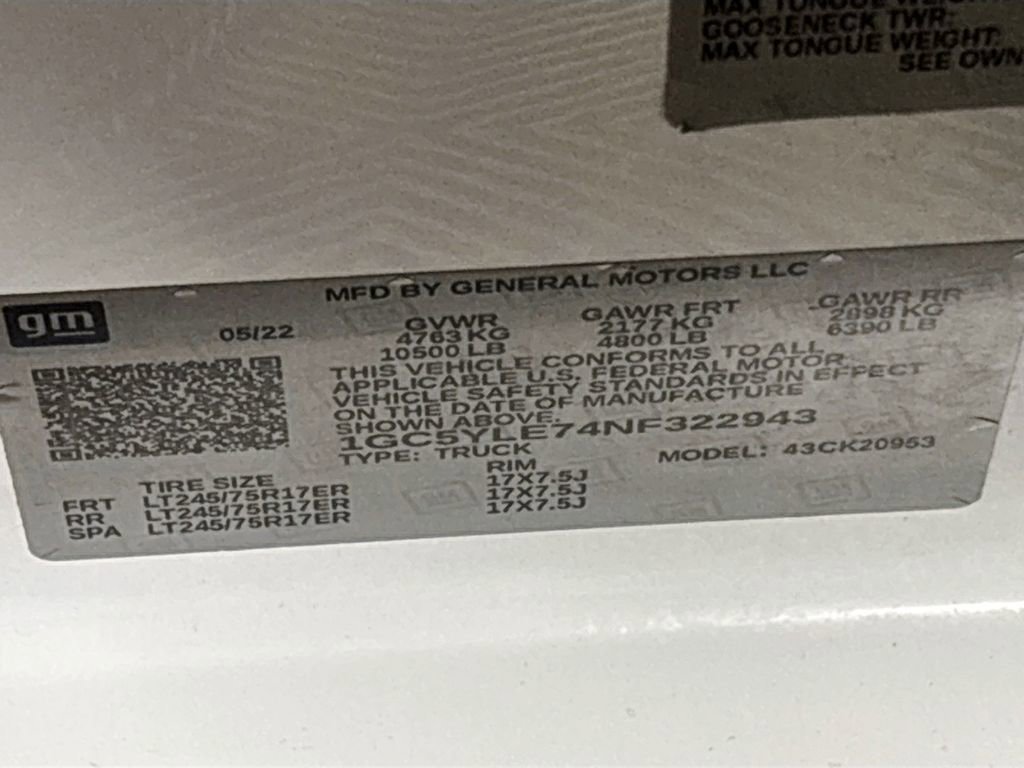 MAX TONGUE WEIGHT
GOOSENECK TWR:
MAX TONGUE WEIGHT:
SEE OWN
MFD BY GENERAL MOTORS LLC
gm
05/22
GVWR GAWR FRT GAWR RR
4763 KG 2177 KG 2898 KG
10500 LB 4800 LB 6390 LB
THIS VEHICLE CONFORMS TO ALL
APPLICABLE U.S. FEDERAL MOTOR
VEHICLE SAFETY STANDARDS IN EFFECT
ON THE DATE OF MANUFACTURE
SHOWN ABOVE.
1GC5YLE74NF322943
TYPE: TRUCK MODEL: 43CK20953
TIRE SIZE RIM
FRT LT245/75R17ER 17X7.5J
RR LT245/75R17ER 17X7.5J
SPA LT245/75R17ER 17X7.5J